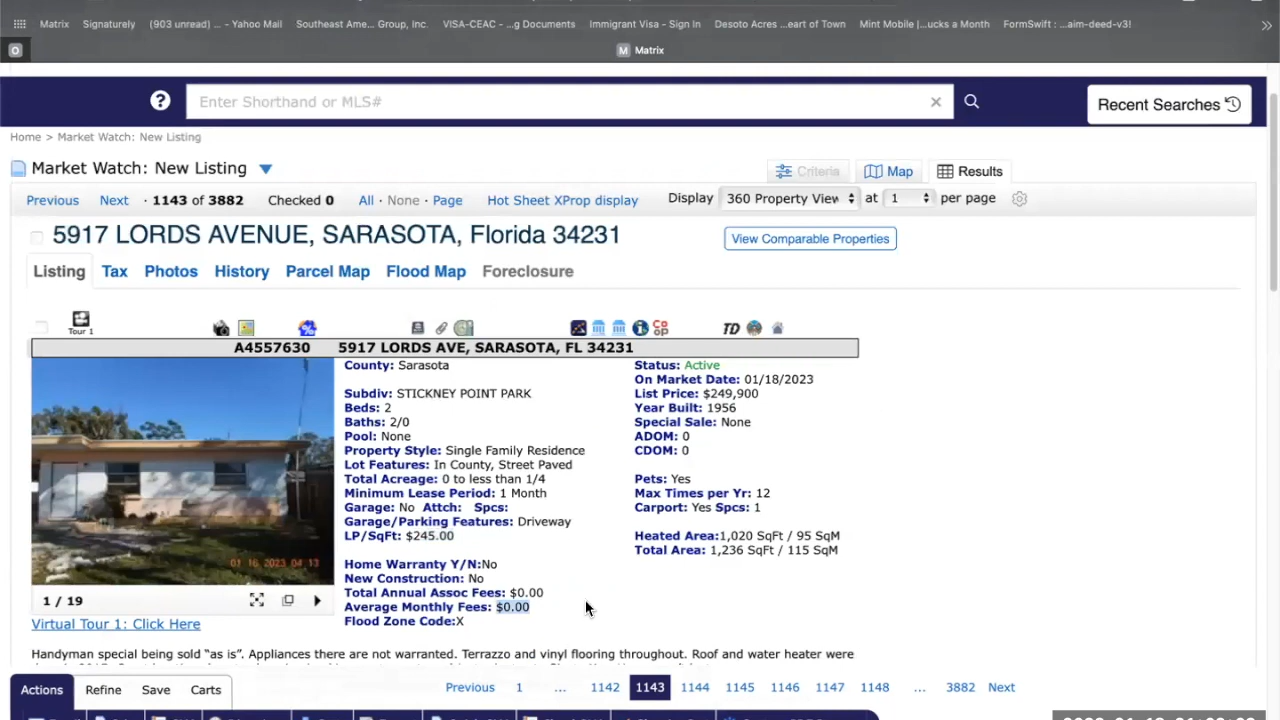 Matrix Signaturely (903 unread) ... - Yahoo Mail Southeast Ame... Group, Inc. VISA-CEAC - ...g Documents Immigrant Visa - Sign In Desoto Acres ...eart of Town Mint Mobile |...ucks a Month FormSwift : ...aim-deed-v3! »
O M Matrix
? Enter Shorthand or MLS# × Recent Searches
Home > Market Watch: New Listing
Market Watch: New Listing Criteria Map Results
Previous Next · 1143 of 3882 Checked 0 All · None · Page Hot Sheet XProp display Display 360 Property View at 1 per page
5917 LORDS AVENUE, SARASOTA, Florida 34231 View Comparable Properties
Listing Tax Photos History Parcel Map Flood Map Foreclosure
Tour 1 % CO OP TD
A4557630 5917 LORDS AVE, SARASOTA, FL 34231
County: Sarasota Status: Active
On Market Date: 01/18/2023
Subdiv: STICKNEY POINT PARK List Price: $249,900
Beds: 2 Year Built: 1956
Baths: 2/0 Special Sale: None
Pool: None ADOM: 0
Property Style: Single Family Residence CDOM: 0
Lot Features: In County, Street Paved
Total Acreage: 0 to less than 1/4 Pets: Yes
Minimum Lease Period: 1 Month Max Times per Yr: 12
Garage: No Attch: Spcs: Carport: Yes Spcs: 1
Garage/Parking Features: Driveway
LP/SqFt: $245.00 Heated Area:1,020 SqFt / 95 SqM
Total Area: 1,236 SqFt / 115 SqM
Home Warranty Y/N:No
01 16 2023 04 13
New Construction: No
Total Annual Assoc Fees: $0.00
1 / 19 Average Monthly Fees: $0.00
Virtual Tour 1: Click Here Flood Zone Code:X
Handyman special being sold "as is". Appliances there are not warranted. Terrazzo and vinyl flooring throughout. Roof and water heater were
Actions Refine Save Carts Previous 1 ... 1142 1143 1144 1145 1146 1147 1148 ... 3882 Next